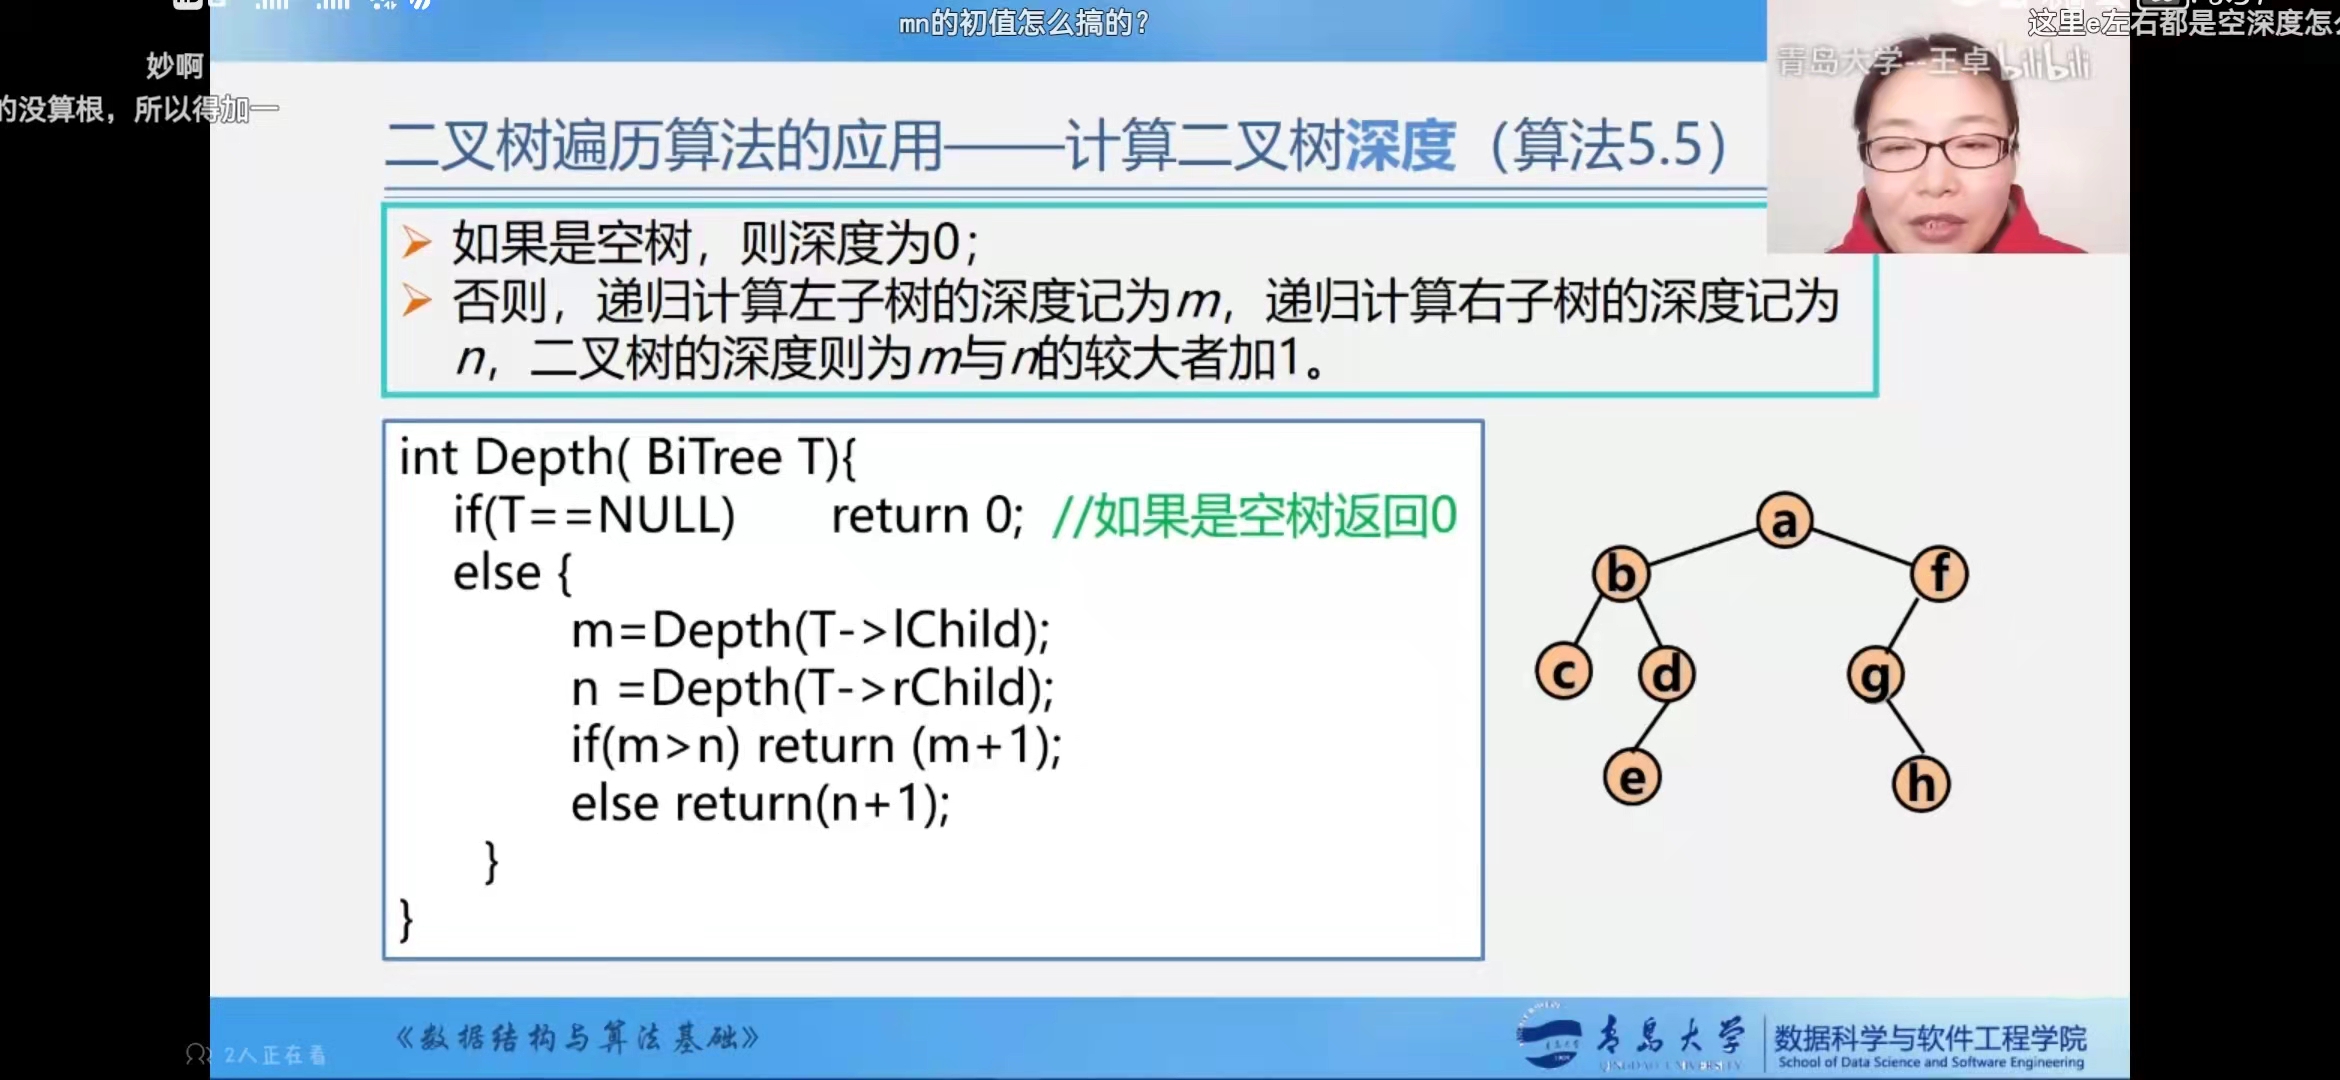 mn的初值怎么搞的？
这里e左右都是空深度怎么
妙啊
的没算根，所以得加一
青岛大学--王卓 bilibili
二叉树遍历算法的应用——计算二叉树深度（算法5.5）
如果是空树，则深度为0；
否则，递归计算左子树的深度记为m，递归计算右子树的深度记为
n，二叉树的深度则为m与n的较大者加1。
int Depth( BiTree T){
if(T==NULL) return 0; //如果是空树返回0
else {
m=Depth(T->lChild);
n =Depth(T->rChild);
if(m>n) return (m+1);
else return(n+1);
}
}
a
b f
c d g
e h
《数据结构与算法基础》
青岛大学
QINGDAO UNIVERSITY
数据科学与软件工程学院
School of Data Science and Software Engineering
2人正在看